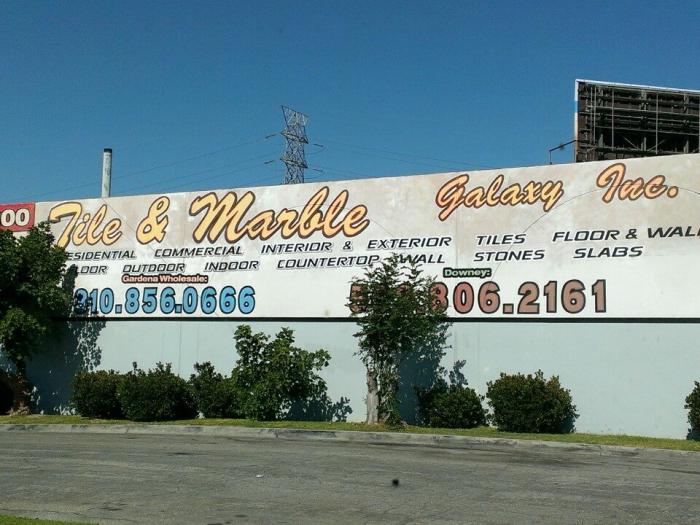 00
Tile & Marble Galaxy Inc.
ESIDENTIAL COMMERCIAL INTERIOR & EXTERIOR TILES FLOOR & WALL
OOR OUTDOOR INDOOR COUNTERTOP WALL STONES SLABS
Gardena Wholesale: Downey:
310.856.0666 806.2161